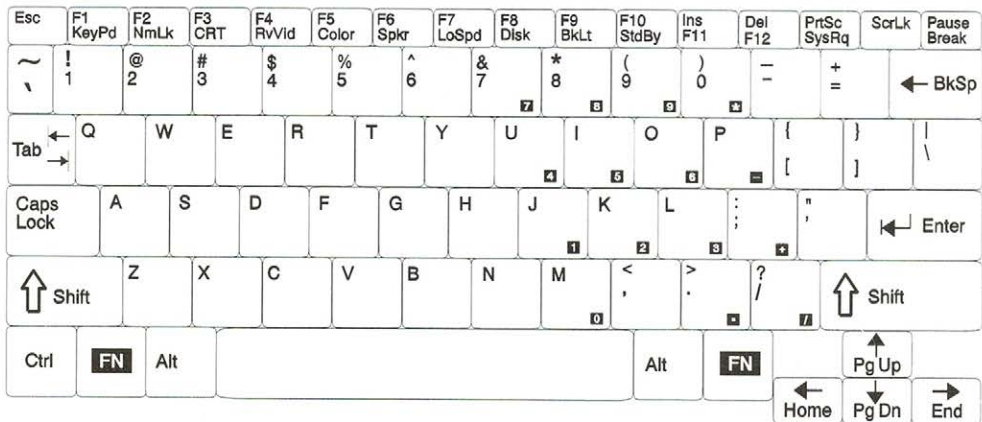 Esc F1 F2 F3 F4 F5 F6 F7 F8 F9 F10 Ins Del PrtSc ScrLk Pause
KeyPd NmLk CRT RvVid Color Spkr LoSpd Disk BkLt StdBy F11 F12 SysRq Break
~ ! @ # $ % ^ & * ( ) — +
` 1 2 3 4 5 6 7 8 9 0 – = ← BkSp
7 8 9 *
Tab Q W E R T Y U I O P { } |
[ ] \
4 5 6 -
Caps A S D F G H J K L : " Enter
Lock ; '
1 2 3 +
Shift Z X C V B N M < > ? Shift
, . /
0 . /
Ctrl FN Alt Alt FN
Pg Up
Home Pg Dn End